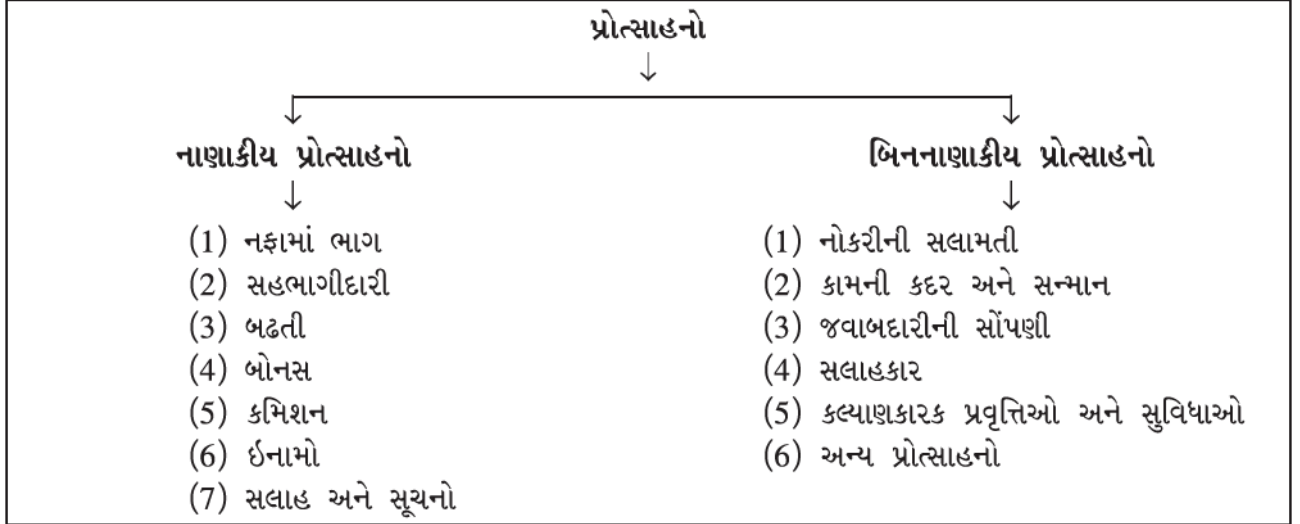 પ્રોત્સાહનો
નાણાકીય પ્રોત્સાહનો
(1) નફામાં ભાગ
(2) સહભાગીદારી
(3) બઢતી
(4) બોનસ
(5) કમિશન
(6) ઇનામો
(7) સલાહ અને સૂચનો
બિનનાણાકીય પ્રોત્સાહનો
(1) નોકરીની સલામતી
(2) કામની કદર અને સન્માન
(3) જવાબદારીની સોંપણી
(4) સલાહકાર
(5) કલ્યાણકારક પ્રવૃત્તિઓ અને સુવિધાઓ
(6) અન્ય પ્રોત્સાહનો